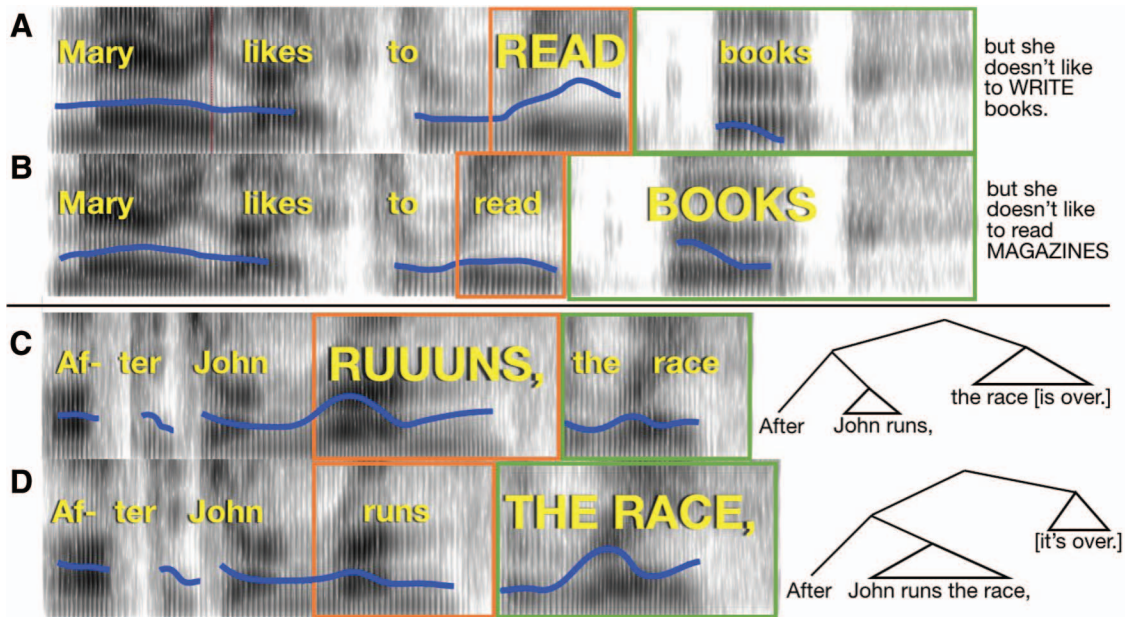 A
Mary likes to READ books
but she
doesn't like
to WRITE
books.
B
Mary likes to read BOOKS
but she
doesn't like
to read
MAGAZINES
C
Af- ter John RUUUNS, the race
After
John runs,
the race [is over.]
D
Af- ter John runs THE RACE,
After
John runs the race,
[it's over.]